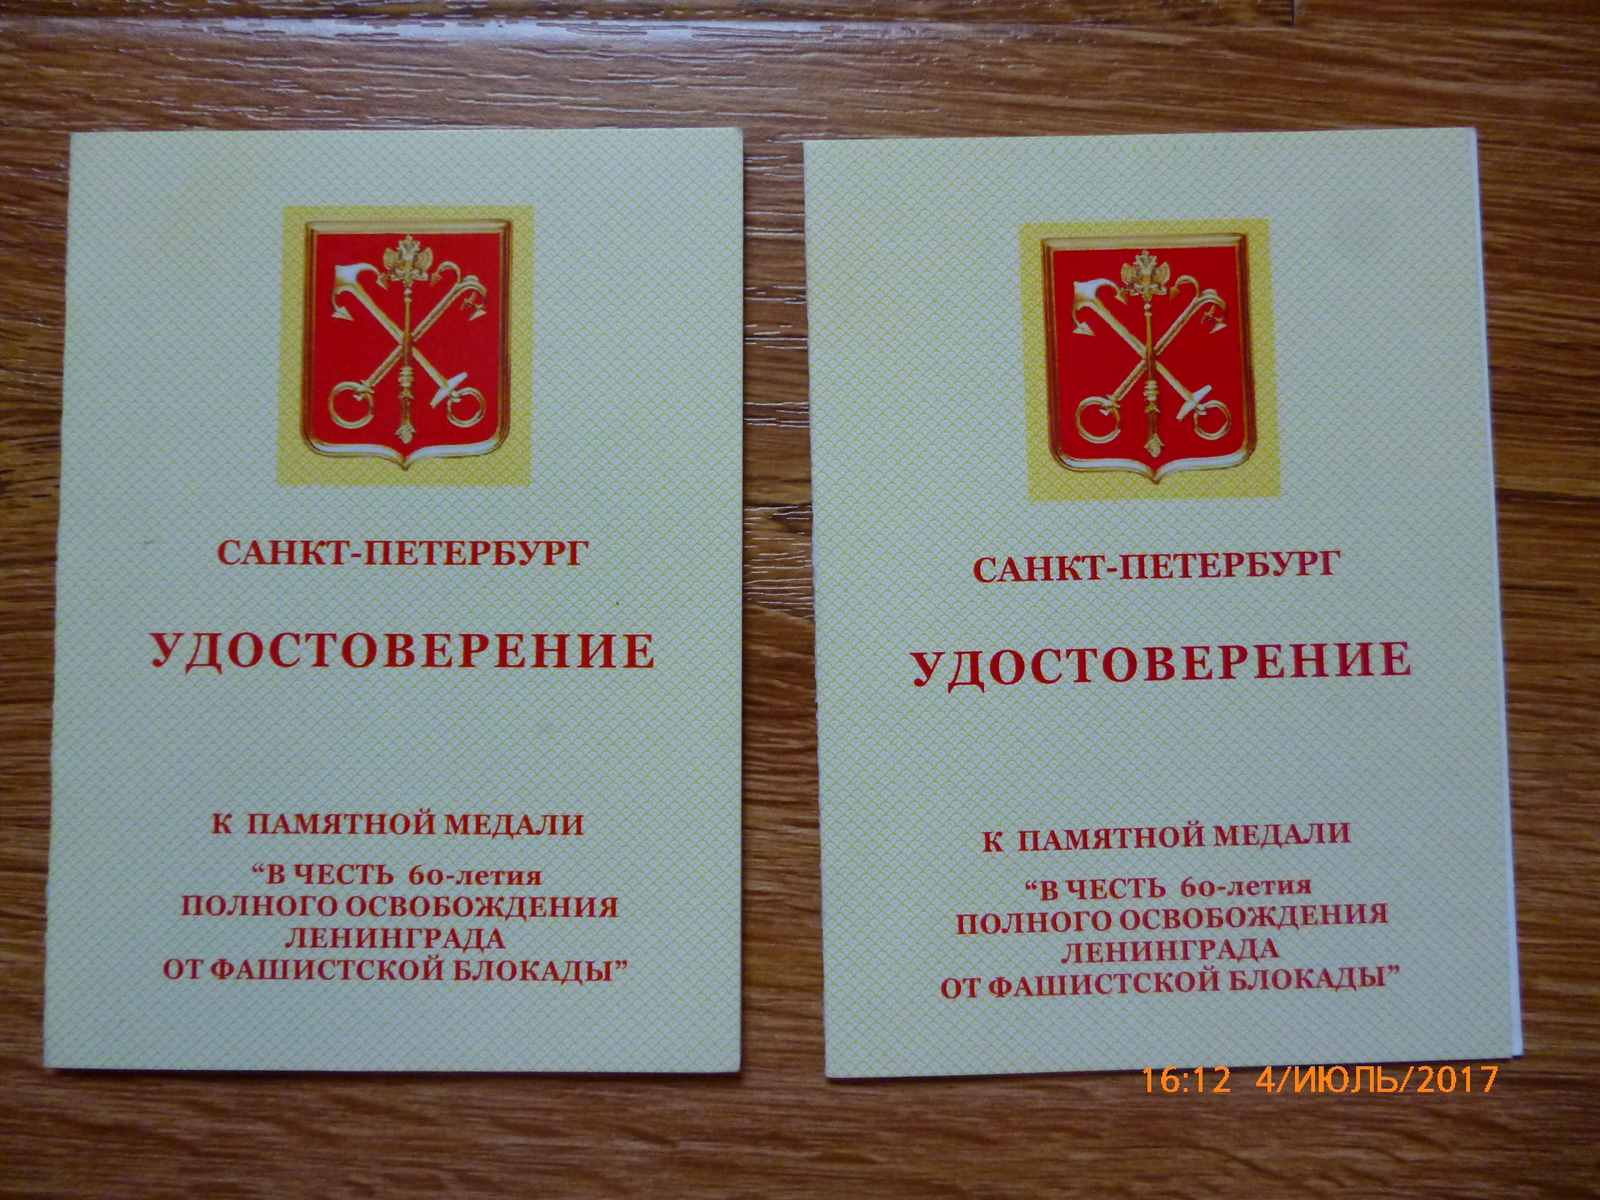 САНКТ-ПЕТЕРБУРГ
УДОСТОВЕРЕНИЕ
К ПАМЯТНОЙ МЕДАЛИ
“В ЧЕСТЬ 60-летия
ПОЛНОГО ОСВОБОЖДЕНИЯ
ЛЕНИНГРАДА
ОТ ФАШИСТСКОЙ БЛОКАДЫ”
САНКТ-ПЕТЕРБУРГ
УДОСТОВЕРЕНИЕ
К ПАМЯТНОЙ МЕДАЛИ
“В ЧЕСТЬ 60-летия
ПОЛНОГО ОСВОБОЖДЕНИЯ
ЛЕНИНГРАДА
ОТ ФАШИСТСКОЙ БЛОКАДЫ”
16:12 4/ИЮЛЬ/2017